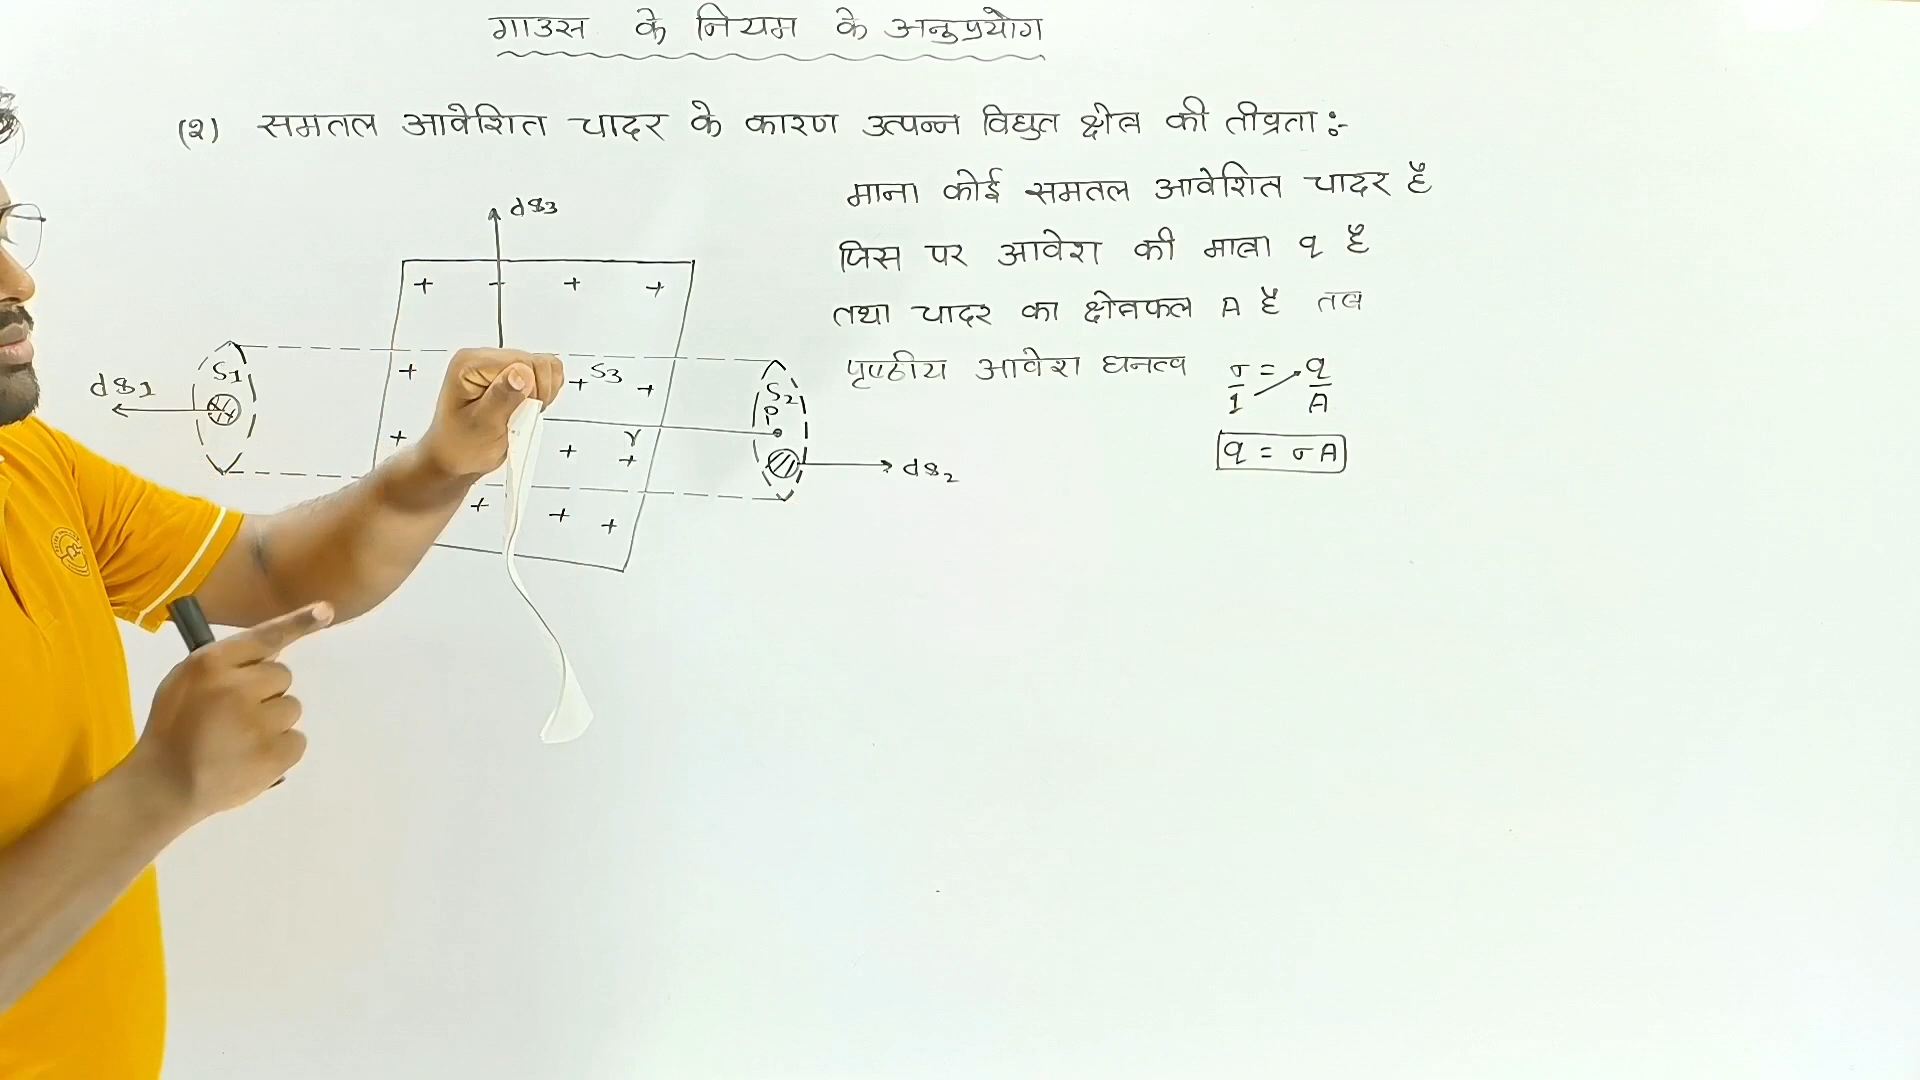 गाउस के नियम के अनुप्रयोग
(२) समतल आवेशित चादर के कारण उत्पन्न विद्युत क्षेत्र की तीव्रता :-
माना कोई समतल आवेशित चादर है
जिस पर आवेश की मात्रा q है
तथा चादर का क्षेत्रफल A है तब
पृष्ठीय आवेश घनत्व σ/1 = q/A
q = σA
ds3
+ + +
S1
ds1
+ + S3 +
S2
P
+ + r +
ds2
+ + +